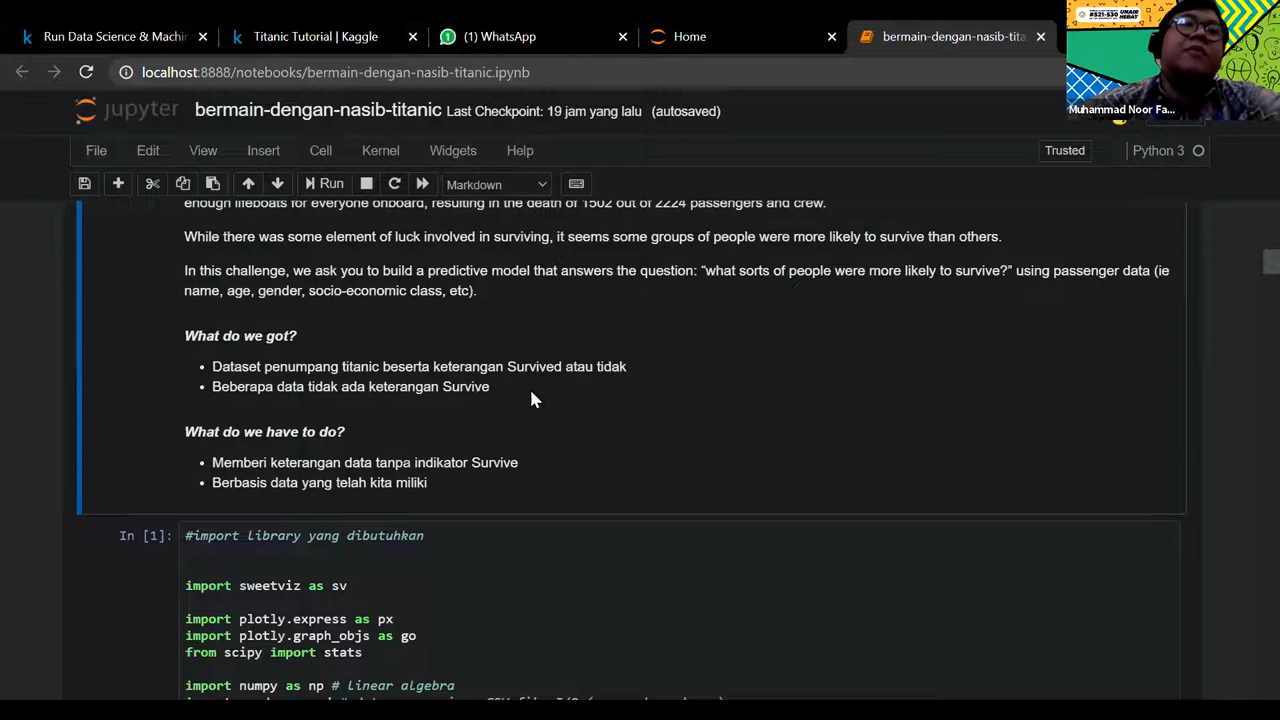 Run Data Science & Machin
Titanic Tutorial | Kaggle
(1) WhatsApp
Home
bermain-dengan-nasib-tita
#521-530
UNAIR HEBAT
localhost:8888/notebooks/bermain-dengan-nasib-titanic.ipynb
Muhammad Noor Fa...
jupyter
bermain-dengan-nasib-titanic Last Checkpoint: 19 jam yang lalu (autosaved)
File Edit View Insert Cell Kernel Widgets Help
Trusted
Python 3
Run
Markdown
enough lifeboats for everyone onboard, resulting in the death of 1502 out of 2224 passengers and crew.
While there was some element of luck involved in surviving, it seems some groups of people were more likely to survive than others.
In this challenge, we ask you to build a predictive model that answers the question: “what sorts of people were more likely to survive?” using passenger data (ie
name, age, gender, socio-economic class, etc).
What do we got?
• Dataset penumpang titanic beserta keterangan Survived atau tidak
• Beberapa data tidak ada keterangan Survive
What do we have to do?
• Memberi keterangan data tanpa indikator Survive
• Berbasis data yang telah kita miliki
In [1]:
#import library yang dibutuhkan
import sweetviz as sv
import plotly.express as px
import plotly.graph_objs as go
from scipy import stats
import numpy as np # linear algebra